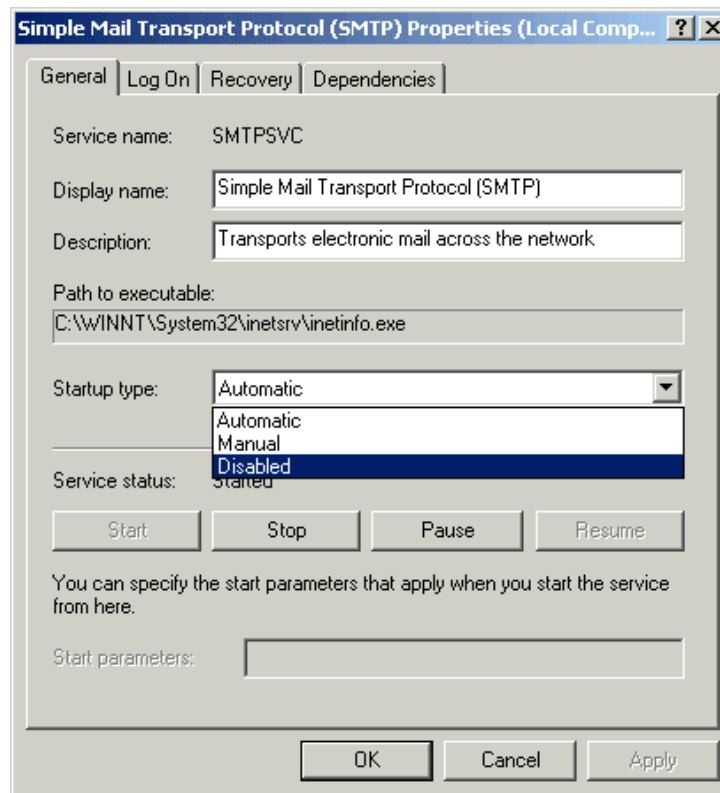 Simple Mail Transport Protocol (SMTP) Properties (Local Comp... ? X
General Log On Recovery Dependencies
Service name: SMTPSVC
Display name: Simple Mail Transport Protocol (SMTP)
Description: Transports electronic mail across the network
Path to executable:
C:\WINNT\System32\inetsrv\inetinfo.exe
Startup type: Automatic
Automatic
Manual
Disabled
Service status: Started
Start Stop Pause Resume
You can specify the start parameters that apply when you start the service
from here.
Start parameters:
OK Cancel Apply